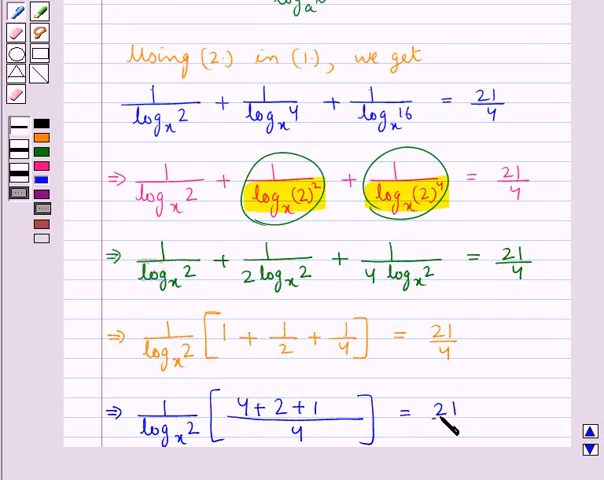 log_a
Using (2.) in (1.), we get
1/log_x 2 + 1/log_x 4 + 1/log_x 16 = 21/4
⇒ 1/log_x 2 + 1/log_x (2)² + 1/log_x (2)⁴ = 21/4
⇒ 1/log_x 2 + 1/2 log_x 2 + 1/4 log_x 2 = 21/4
⇒ 1/log_x 2 [1 + 1/2 + 1/4] = 21/4
⇒ 1/log_x 2 [4+2+1/4] = 21